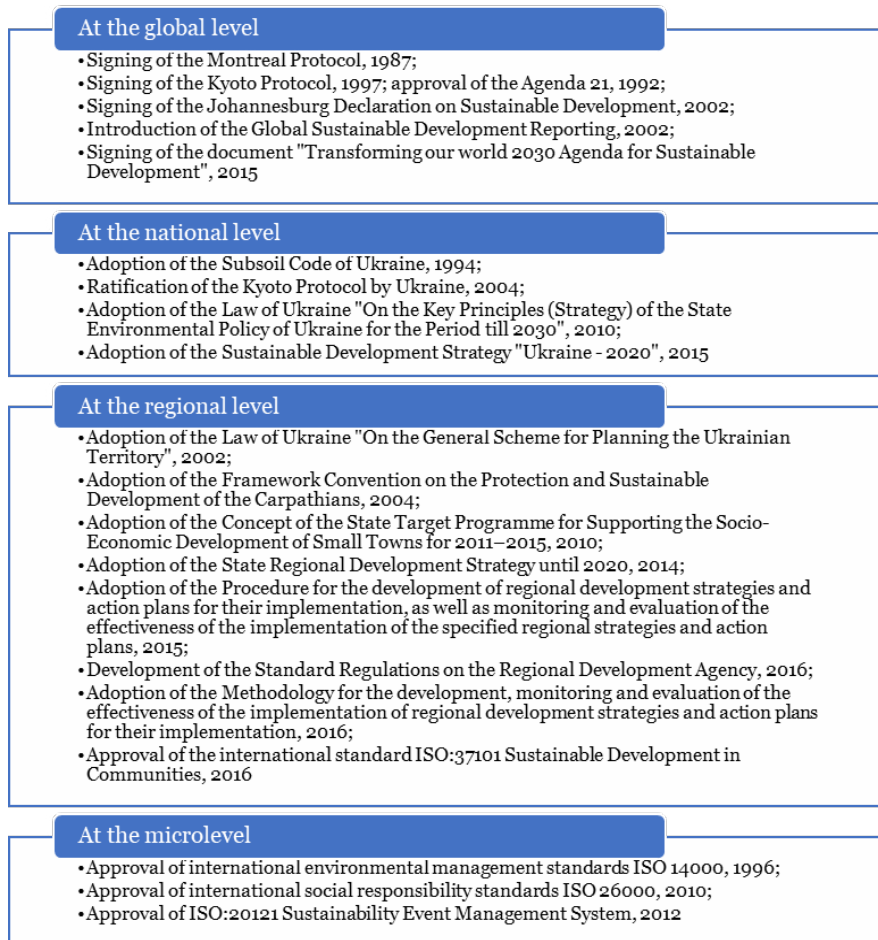 At the global level
•Signing of the Montreal Protocol, 1987;
•Signing of the Kyoto Protocol, 1997; approval of the Agenda 21, 1992;
•Signing of the Johannesburg Declaration on Sustainable Development, 2002;
•Introduction of the Global Sustainable Development Reporting, 2002;
•Signing of the document "Transforming our world 2030 Agenda for Sustainable
Development", 2015
At the national level
•Adoption of the Subsoil Code of Ukraine, 1994;
•Ratification of the Kyoto Protocol by Ukraine, 2004;
•Adoption of the Law of Ukraine "On the Key Principles (Strategy) of the State
Environmental Policy of Ukraine for the Period till 2030", 2010;
•Adoption of the Sustainable Development Strategy "Ukraine - 2020", 2015
At the regional level
•Adoption of the Law of Ukraine "On the General Scheme for Planning the Ukrainian
Territory", 2002;
•Adoption of the Framework Convention on the Protection and Sustainable
Development of the Carpathians, 2004;
•Adoption of the Concept of the State Target Programme for Supporting the Socio-
Economic Development of Small Towns for 2011–2015, 2010;
•Adoption of the State Regional Development Strategy until 2020, 2014;
•Adoption of the Procedure for the development of regional development strategies and
action plans for their implementation, as well as monitoring and evaluation of the
effectiveness of the implementation of the specified regional strategies and action
plans, 2015;
•Development of the Standard Regulations on the Regional Development Agency, 2016;
•Adoption of the Methodology for the development, monitoring and evaluation of the
effectiveness of the implementation of regional development strategies and action plans
for their implementation, 2016;
•Approval of the international standard ISO:37101 Sustainable Development in
Communities, 2016
At the microlevel
•Approval of international environmental management standards ISO 14000, 1996;
•Approval of international social responsibility standards ISO 26000, 2010;
•Approval of ISO:20121 Sustainability Event Management System, 2012